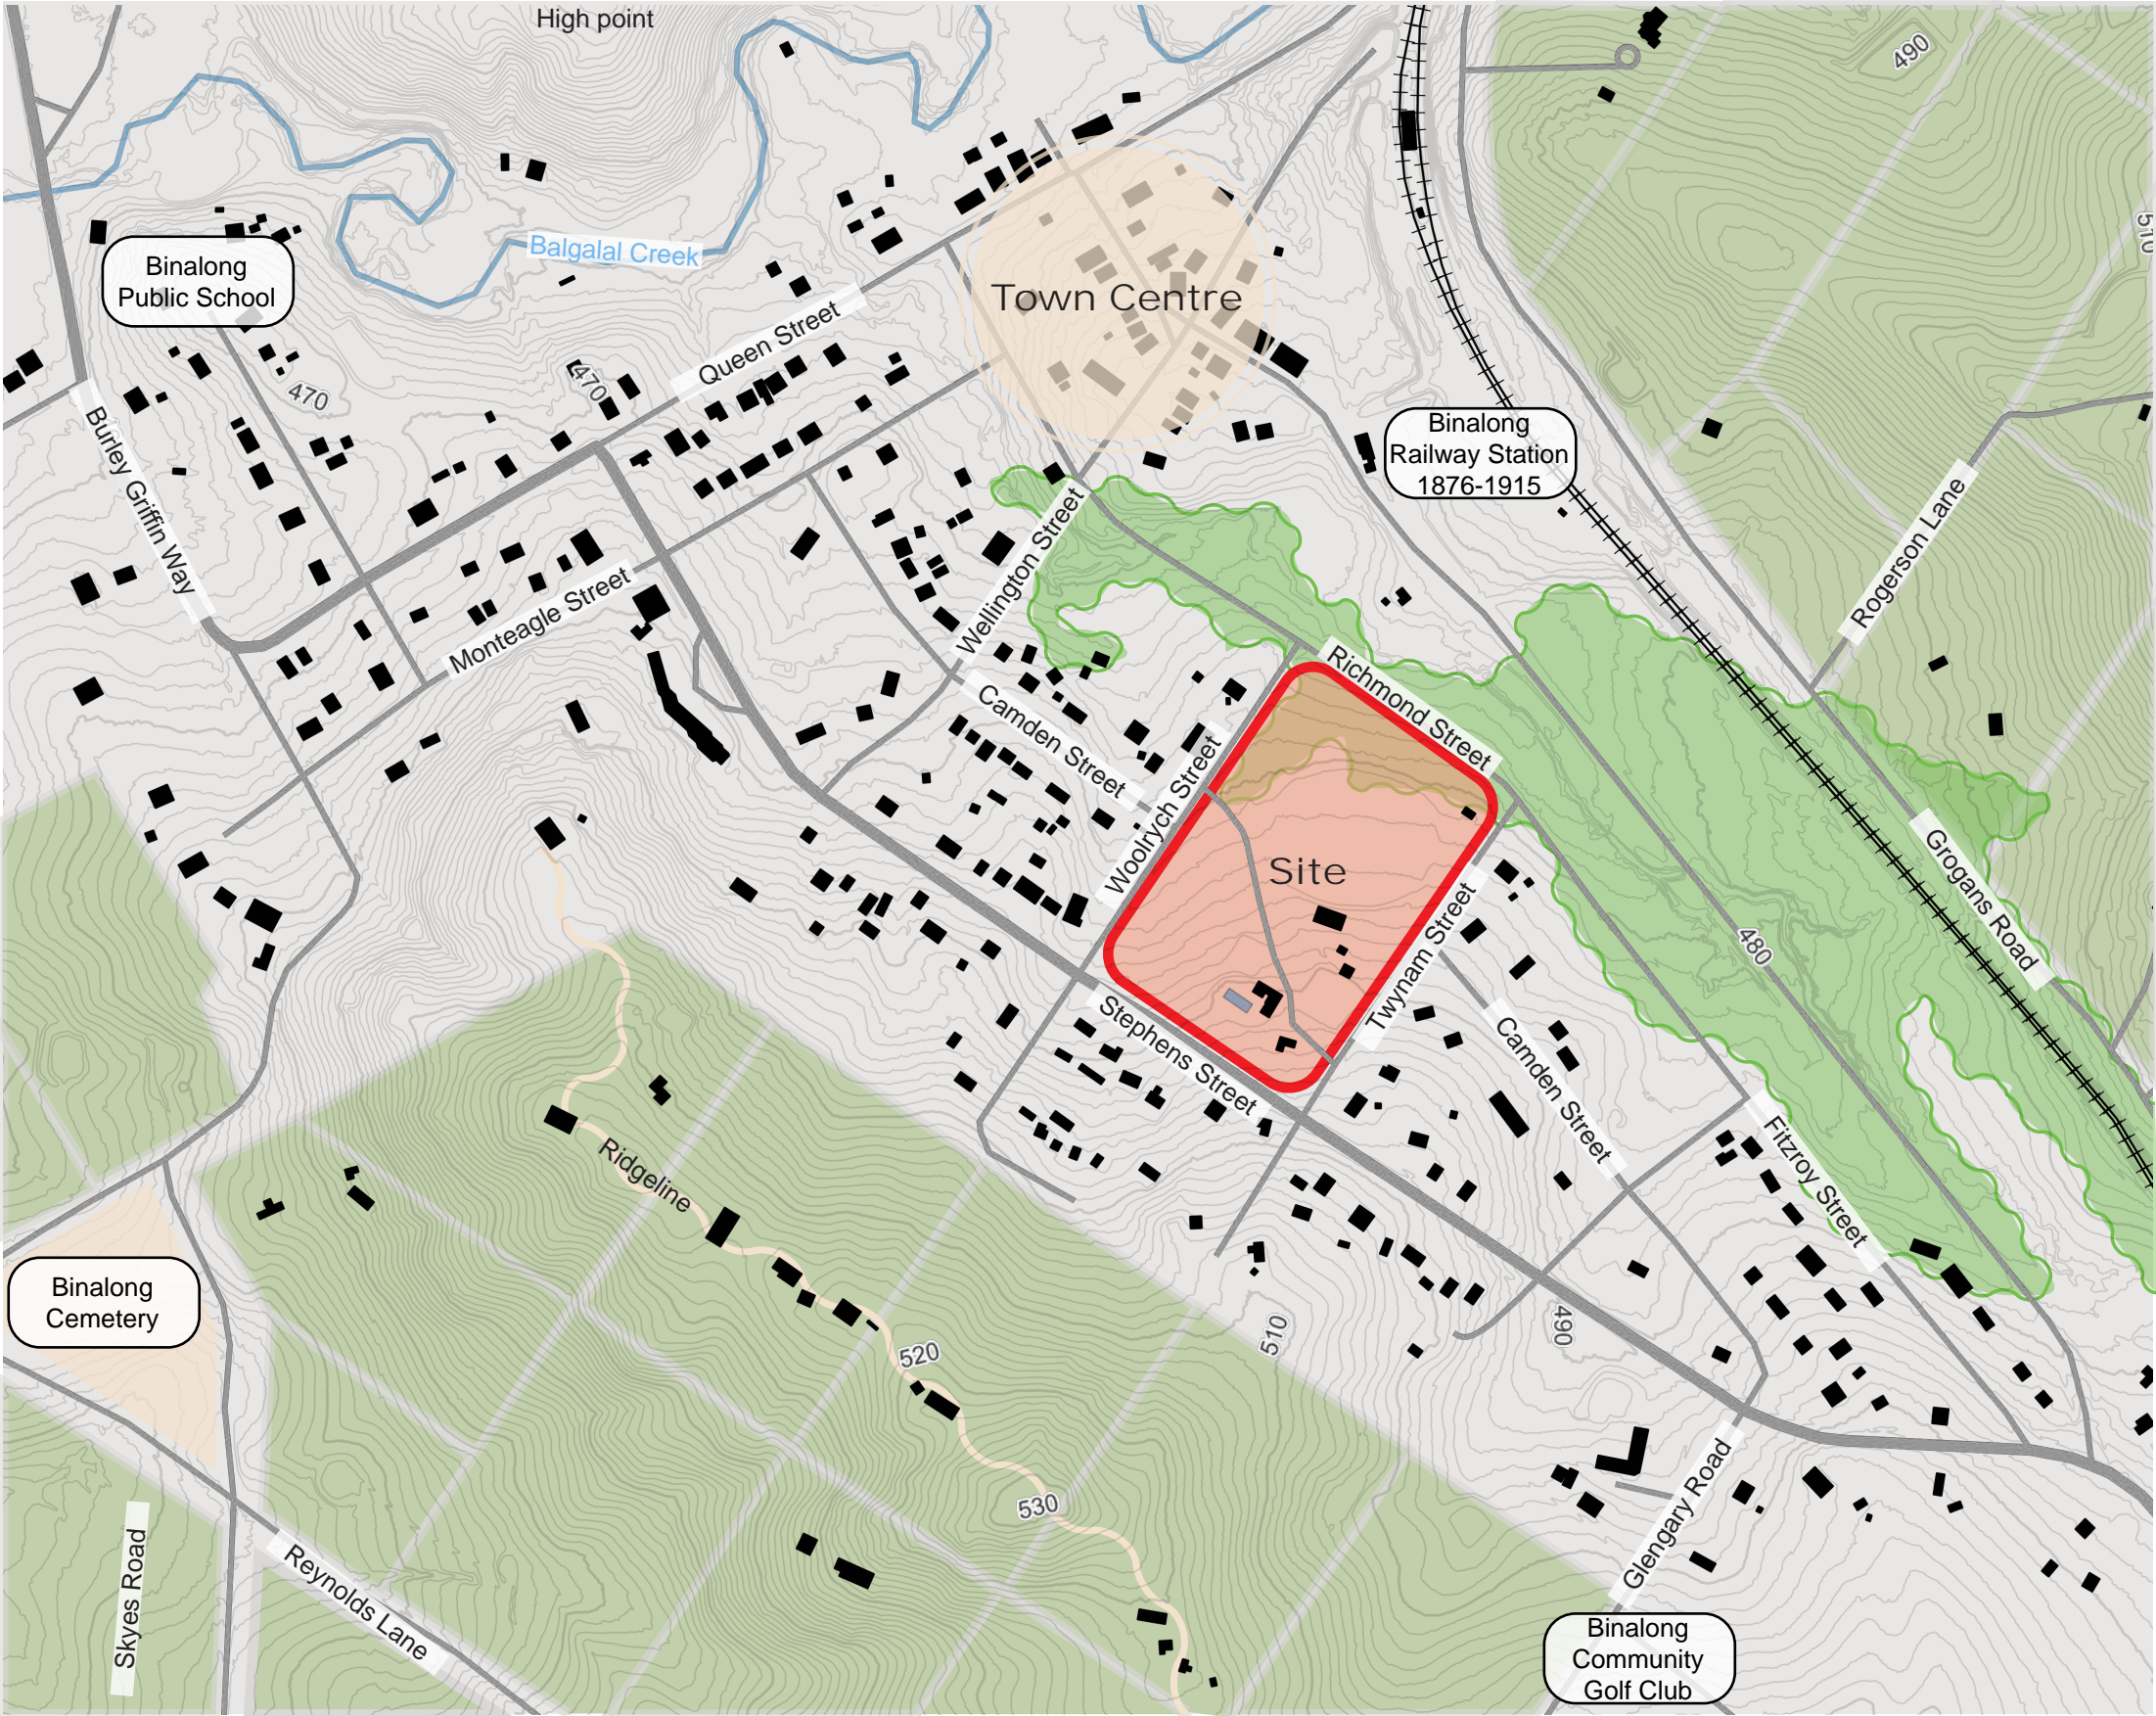 High point
490
510
Balgalal Creek
Binalong
Public School
Town Centre
Queen Street
470
470
Burley Griffin Way
Binalong
Railway Station
1876-1915
Rogerson Lane
Wellington Street
Monteagle Street
Richmond Street
Camden Street
Woolrych Street
Site
Grogans Road
480
Twynam Street
Stephens Street
Camden Street
Fitzroy Street
Ridgeline
Binalong
Cemetery
520
510
490
530
Glengary Road
Skyes Road
Reynolds Lane
Binalong
Community
Golf Club